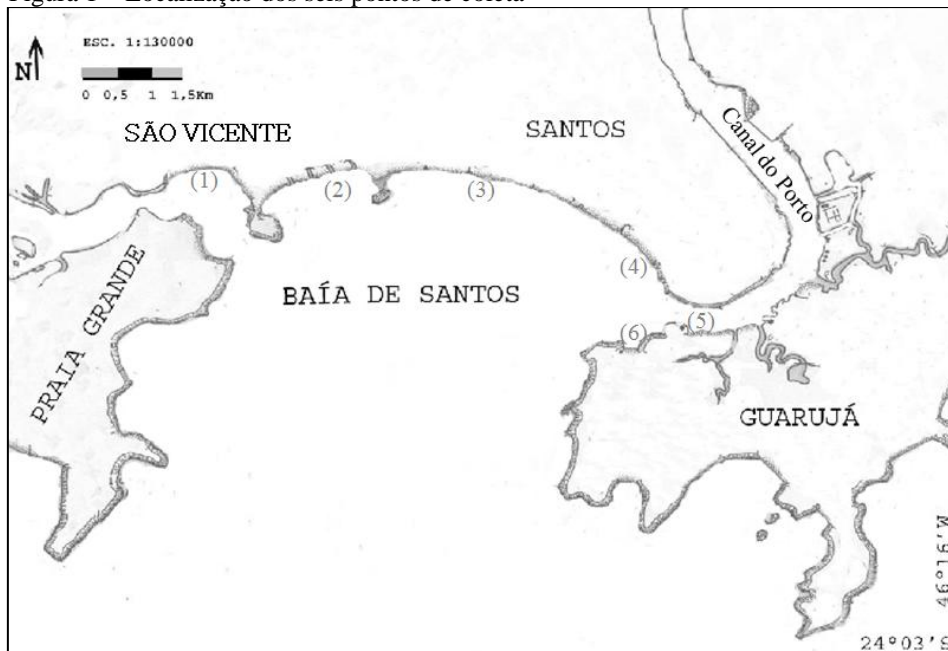 Figura 1 – Localização dos seis pontos de coleta
ESC. 1:130000
N
0 0,5 1 1,5Km
SÃO VICENTE
SANTOS
Canal do Porto
(1)
(2)
(3)
(4)
BAÍA DE SANTOS
PRAIA GRANDE
(5)
(6)
GUARUJÁ
46°19'W
24°03'S